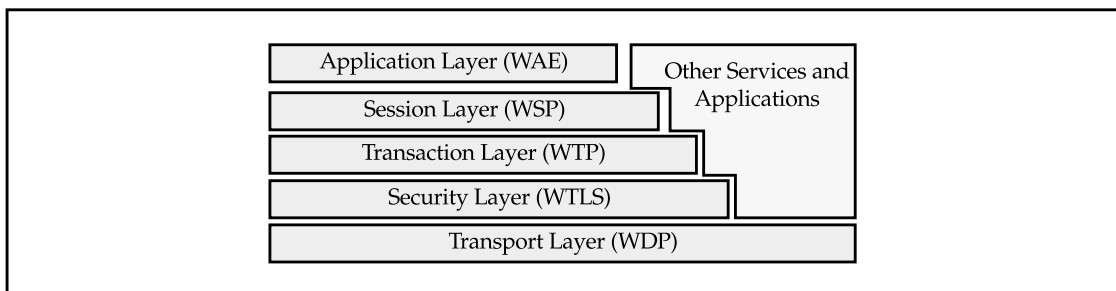 Application Layer (WAE)
Other Services and
Applications
Session Layer (WSP)
Transaction Layer (WTP)
Security Layer (WTLS)
Transport Layer (WDP)